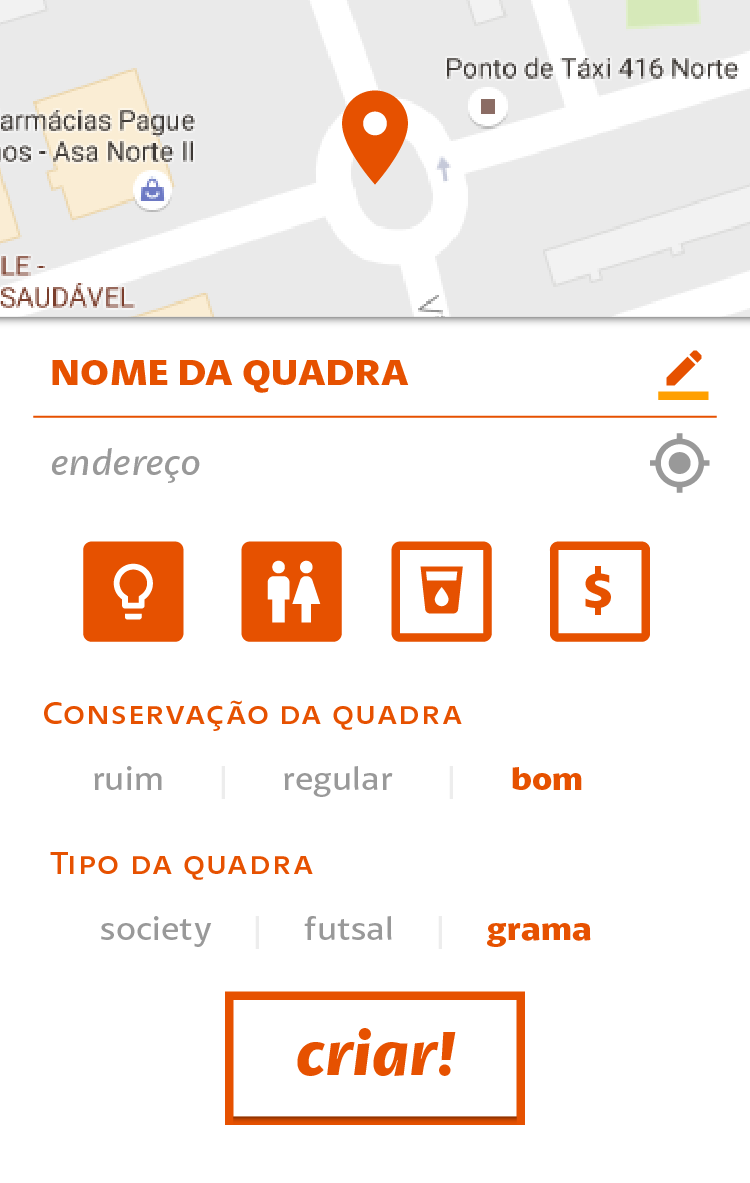 Ponto de Táxi 416 Norte
armácias Pague
os - Asa Norte II
LE -
SAUDÁVEL
NOME DA QUADRA
endereço
$
Conservação da quadra
ruim | regular | bom
Tipo da quadra
society | futsal | grama
criar!